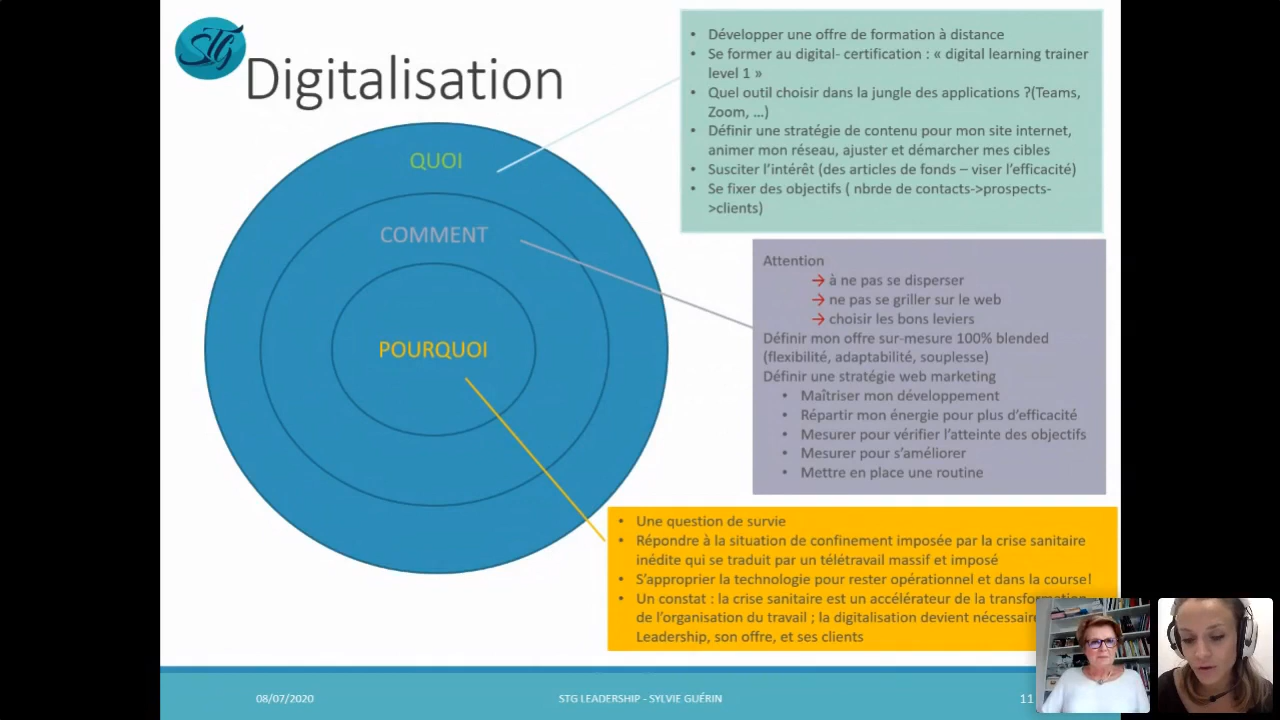 STG
Digitalisation
QUOI
COMMENT
POURQUOI
• Développer une offre de formation à distance
• Se former au digital- certification : « digital learning trainer
level 1 »
• Quel outil choisir dans la jungle des applications ?(Teams,
Zoom, …)
• Définir une stratégie de contenu pour mon site internet,
animer mon réseau, ajuster et démarcher mes cibles
• Susciter l’intérêt (des articles de fonds – viser l’efficacité)
• Se fixer des objectifs ( nbrde de contacts->prospects-
>clients)
Attention
→ à ne pas se disperser
→ ne pas se griller sur le web
→ choisir les bons leviers
Définir mon offre sur-mesure 100% blended
(flexibilité, adaptabilité, souplesse)
Définir une stratégie web marketing
• Maîtriser mon développement
• Répartir mon énergie pour plus d’efficacité
• Mesurer pour vérifier l’atteinte des objectifs
• Mesurer pour s’améliorer
• Mettre en place une routine
• Une question de survie
• Répondre à la situation de confinement imposée par la crise sanitaire
inédite qui se traduit par un télétravail massif et imposé
• S’approprier la technologie pour rester opérationnel et dans la course!
• Un constat : la crise sanitaire est un accélérateur de la
de l’organisation du travail ; la digitalisation devient
Leadership, son offre, et ses clients
08/07/2020
STG LEADERSHIP - SYLVIE GUÉRIN
11